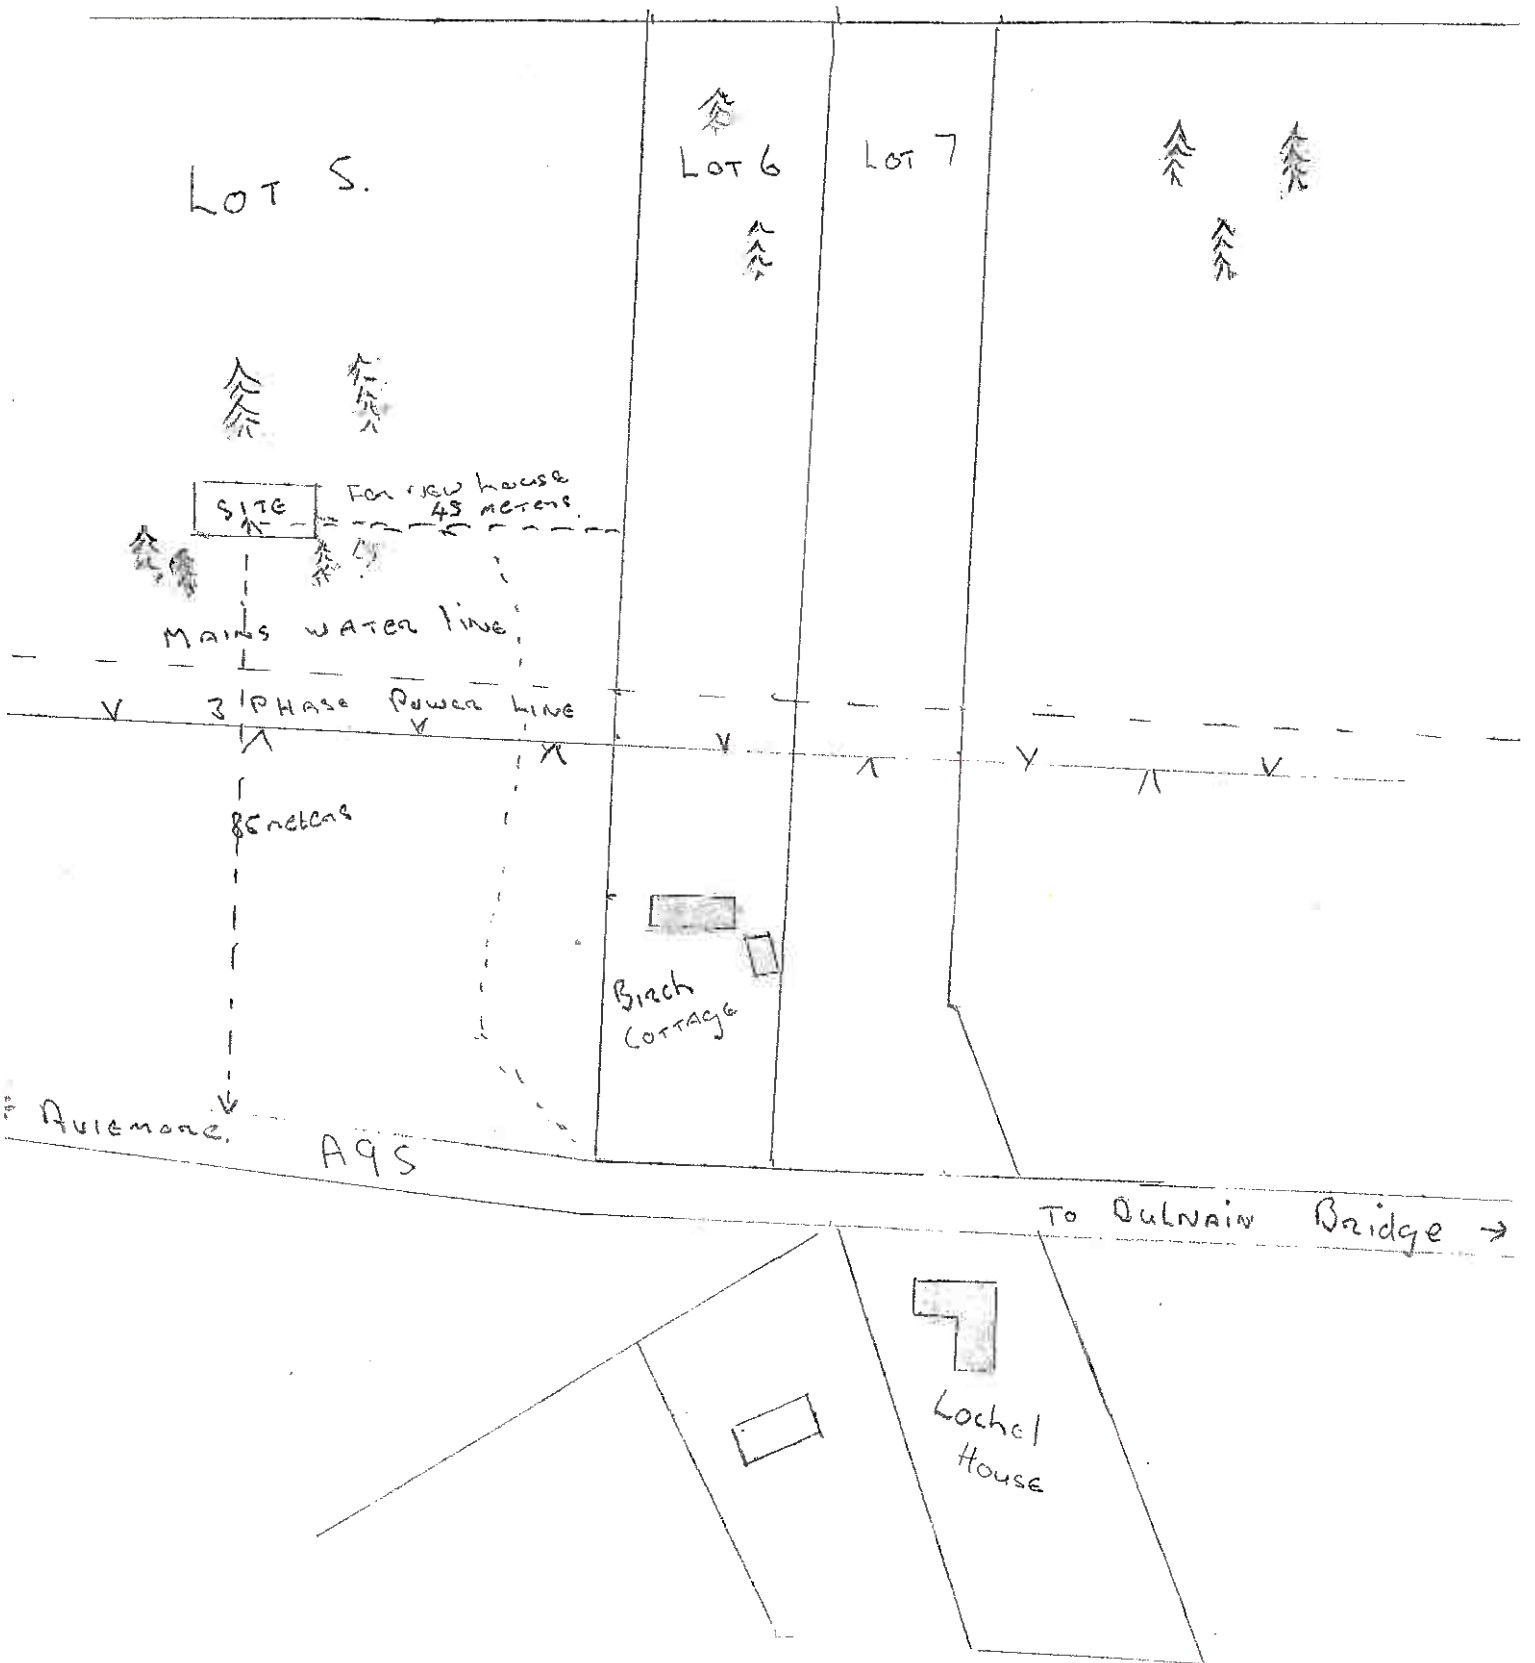 LOT 5.
LOT 6
LOT 7
SITE
For New house
45 meters.
MAINS WATER line
3 PHASE POWER LINE
85 meters
Birch
COTTAGE
AVIEMORE.
A95
TO DULNAIN Bridge →
Lochel
House